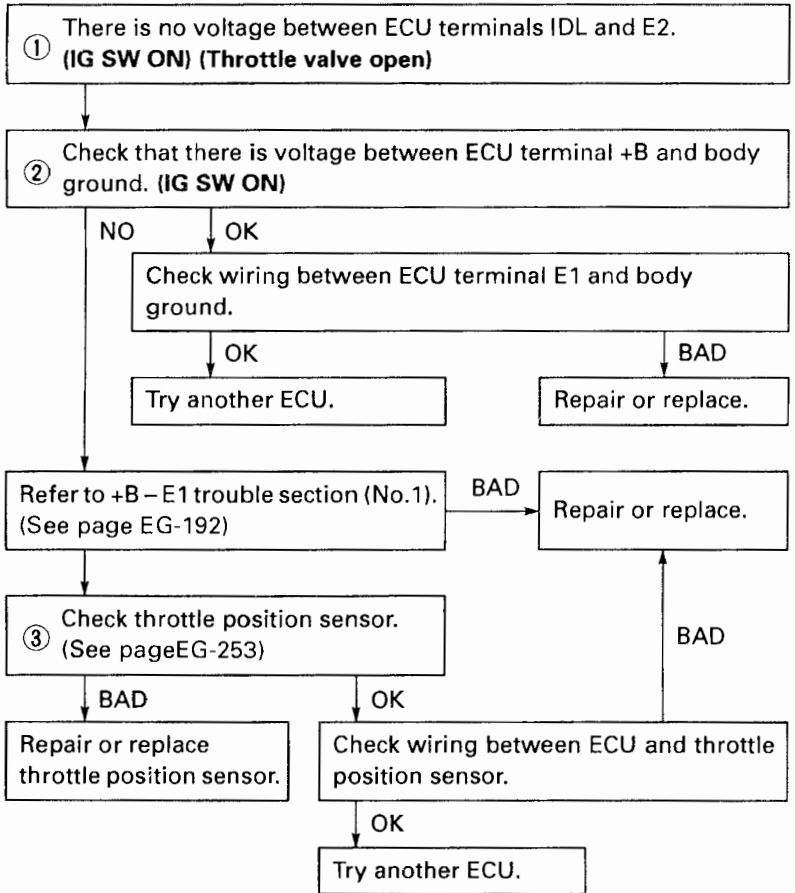 ① There is no voltage between ECU terminals IDL and E2.
(IG SW ON) (Throttle valve open)
② Check that there is voltage between ECU terminal +B and body
ground. (IG SW ON)
NO
OK
Check wiring between ECU terminal E1 and body
ground.
OK
BAD
Try another ECU.
Repair or replace.
Refer to +B – E1 trouble section (No.1).
(See page EG-192)
BAD
Repair or replace.
③ Check throttle position sensor.
(See pageEG-253)
BAD
BAD
OK
Repair or replace
throttle position sensor.
Check wiring between ECU and throttle
position sensor.
OK
Try another ECU.